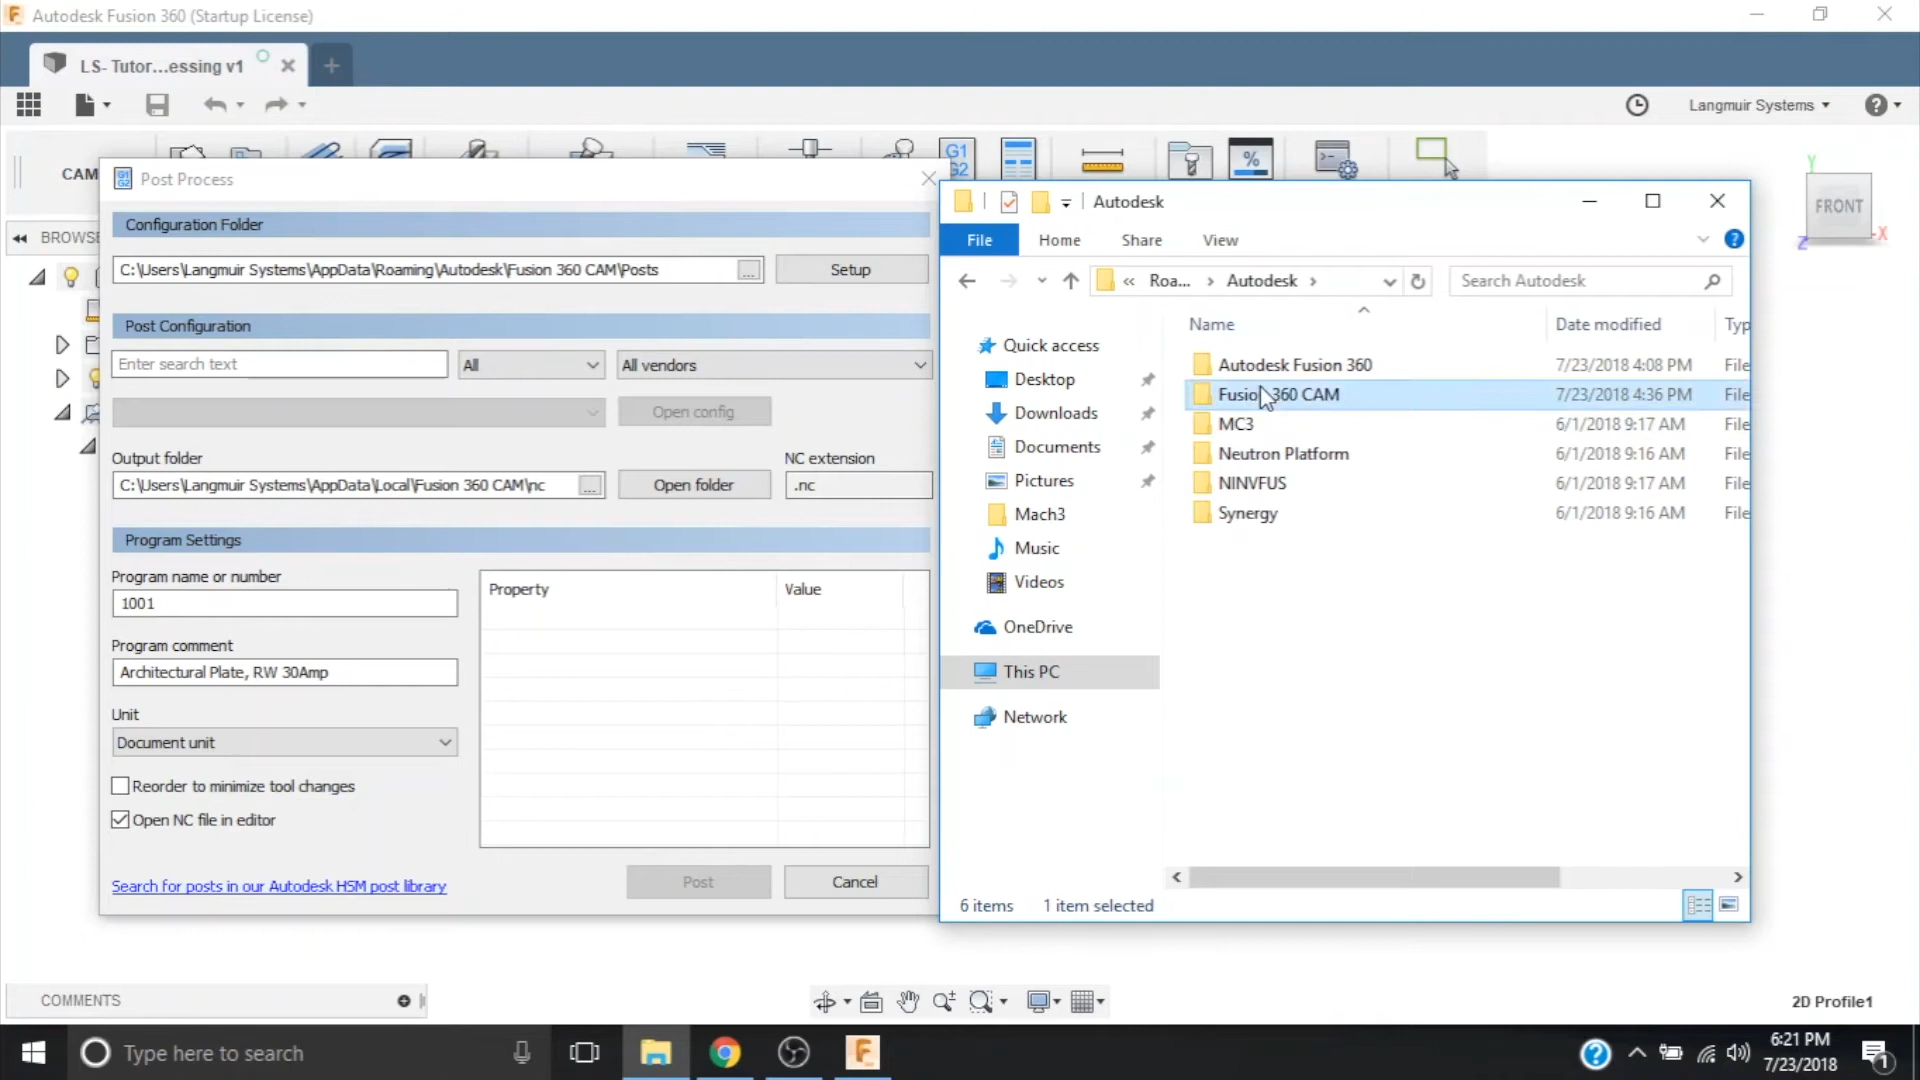 Autodesk Fusion 360 (Startup License)
LS- Tutor...essing v1
Langmuir Systems
CAM
G1
G2
%
Post Process
Configuration Folder
C:\Users\Langmuir Systems\AppData\Roaming\Autodesk\Fusion 360 CAM\Posts
...
Setup
Post Configuration
Enter search text
All
All vendors
Open config
Output folder
NC extension
C:\Users\Langmuir Systems\AppData\Local\Fusion 360 CAM\nc
...
Open folder
.nc
Program Settings
Program name or number
1001
Property
Value
Program comment
Architectural Plate, RW 30Amp
Unit
Document unit
Reorder to minimize tool changes
Open NC file in editor
Search for posts in our Autodesk HSM post library
Post
Cancel
BROWSE
Autodesk
File
Home
Share
View
« Roa... > Autodesk >
Search Autodesk
Name
Date modified
Typ
Quick access
Desktop
Downloads
Documents
Pictures
Mach3
Music
Videos
OneDrive
This PC
Network
Autodesk Fusion 360 7/23/2018 4:08 PM File
Fusion 360 CAM 7/23/2018 4:36 PM File
MC3 6/1/2018 9:17 AM File
Neutron Platform 6/1/2018 9:16 AM File
NINVFUS 6/1/2018 9:17 AM File
Synergy 6/1/2018 9:16 AM File
6 items
1 item selected
Y
FRONT
Z
-X
COMMENTS
2D Profile1
Type here to search
6:21 PM
7/23/2018
1